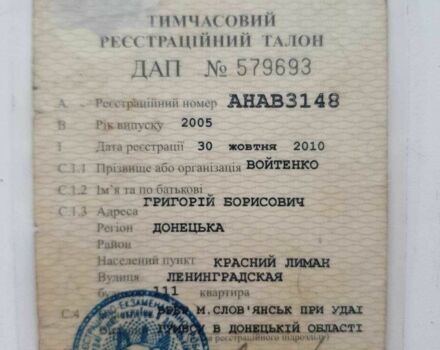 ТИМЧАСОВИЙ
РЕЄСТРАЦІЙНИЙ ТАЛОН
ДАП № 579693
A Реєстраційний номер АНАВ3148
B Рік випуску 2005
I Дата реєстрації 30 жовтня 2010
C.1.1 Прізвище або організація ВОЙТЕНКО
C.1.2 Ім'я та по батькові
ГРИГОРІЙ БОРИСОВИЧ
C.1.3 Адреса
Регіон ДОНЕЦЬКА
Район
Населений пункт КРАСНИЙ ЛИМАН
Вулиця ЛЕНИНГРАДСКАЯ
111 квартира
C.4 М.СЛОВ'ЯНСЬК ПРИ УДАІ
В ДОНЕЦЬКІЙ ОБЛАСТІ